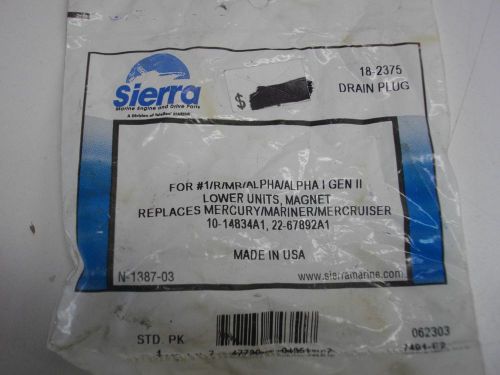 Sierra
Marine Engine and Drive Parts
$
18-2375
DRAIN PLUG
FOR #1/R/MR/ALPHA/ALPHA I GEN II
LOWER UNITS, MAGNET
REPLACES MERCURY/MARINER/MERCRUISER
10-14834A1, 22-67892A1
MADE IN USA
N-1387-03
www.sierramarine.com
STD. PK
062303